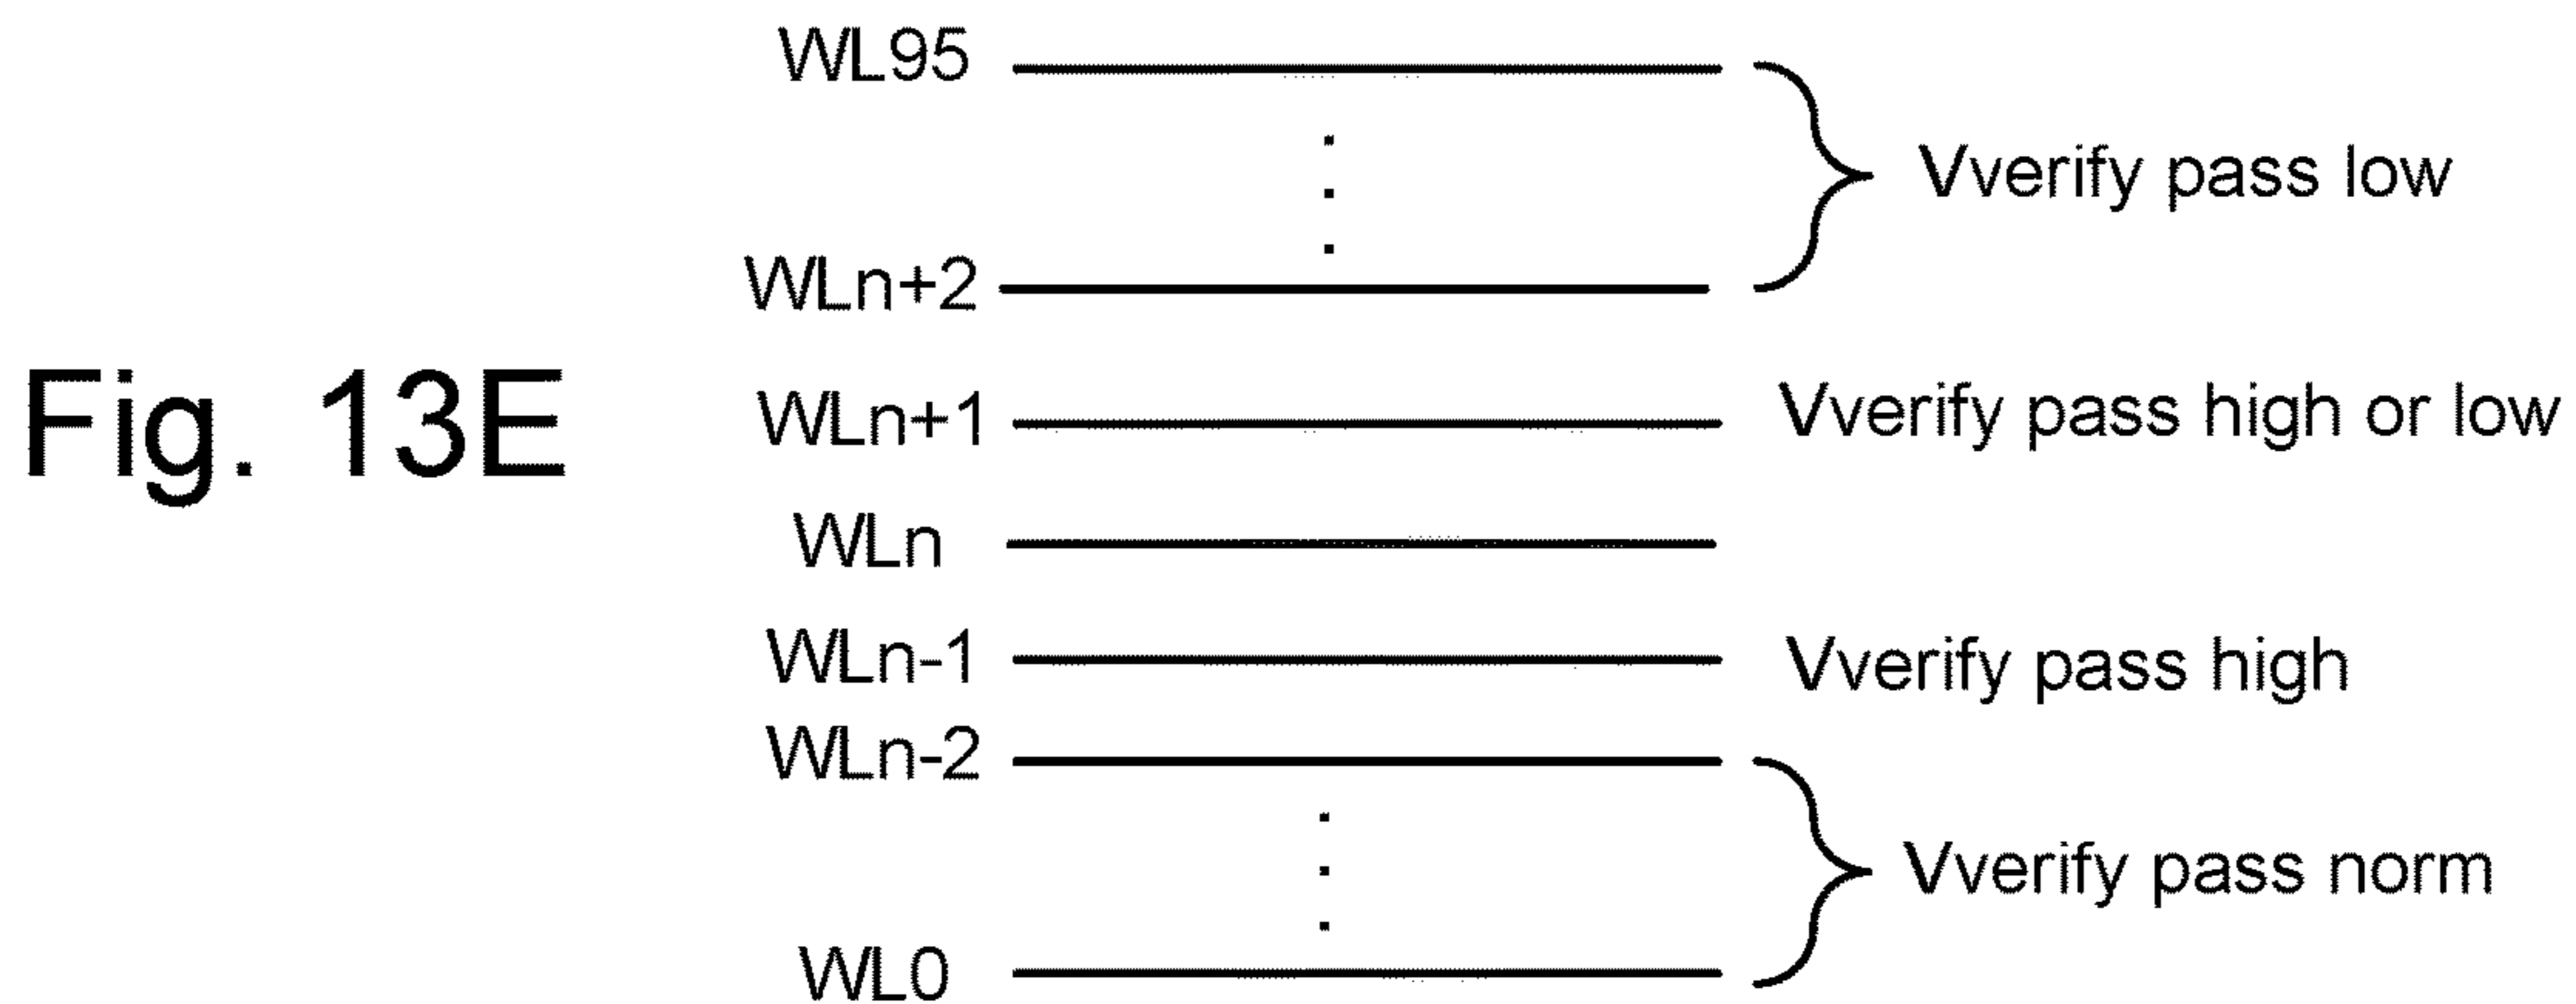 WL95
Vverify pass low
WLn+2
Fig. 13E
WLn+1 Vverify pass high or low
WLn
WLn-1 Vverify pass high
WLn-2
Vverify pass norm
WL0